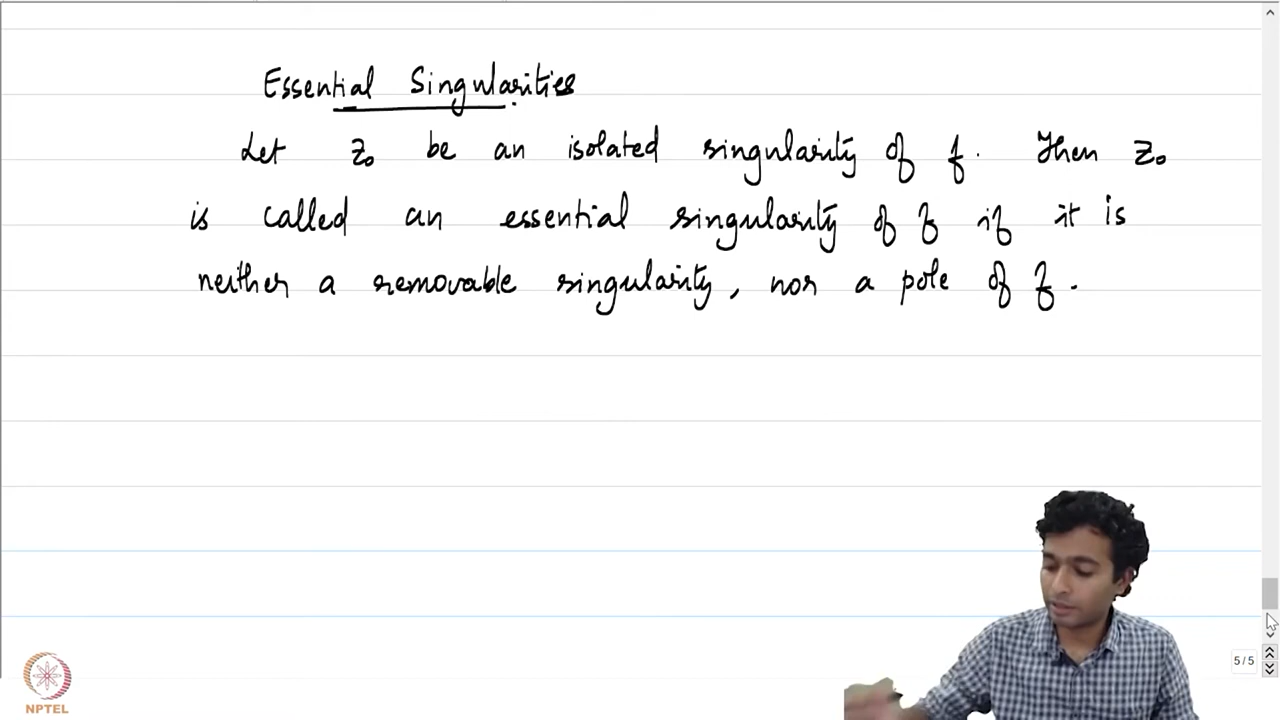 Essential Singularities
Let z₀ be an isolated singularity of f. Then z₀
is called an essential singularity of f if it is
neither a removable singularity, nor a pole of f.
5 / 5
NPTEL